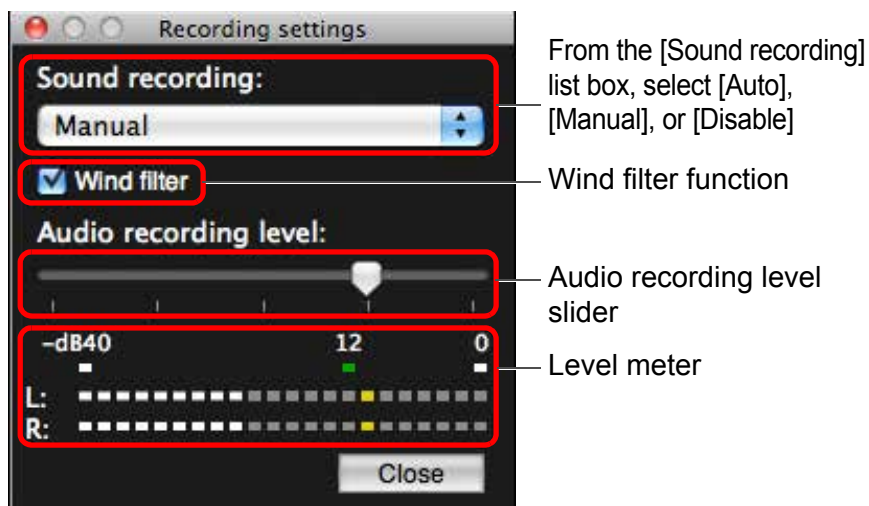 Recording settings
Sound recording:
Manual
Wind filter
Audio recording level:
-dB40 12 0
L:
R:
Close
From the [Sound recording]
list box, select [Auto],
[Manual], or [Disable]
Wind filter function
Audio recording level
slider
Level meter